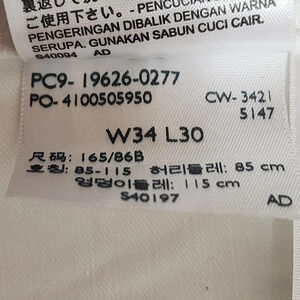 裏返して洗
ご使用下さい。- PENCUCIAN DAN
PENGERINGAN DIBALIK DENGAN WARNA
SERUPA. GUNAKAN SABUN CUCI CAIR.
S40094 AD
PC9- 19626-0277
PO- 4100505950 CW- 3421
5147
W34 L30
尺码: 165/86B
호칭: 85-115 허리둘레: 85 cm
엉덩이둘레: 115 cm
S40197 AD